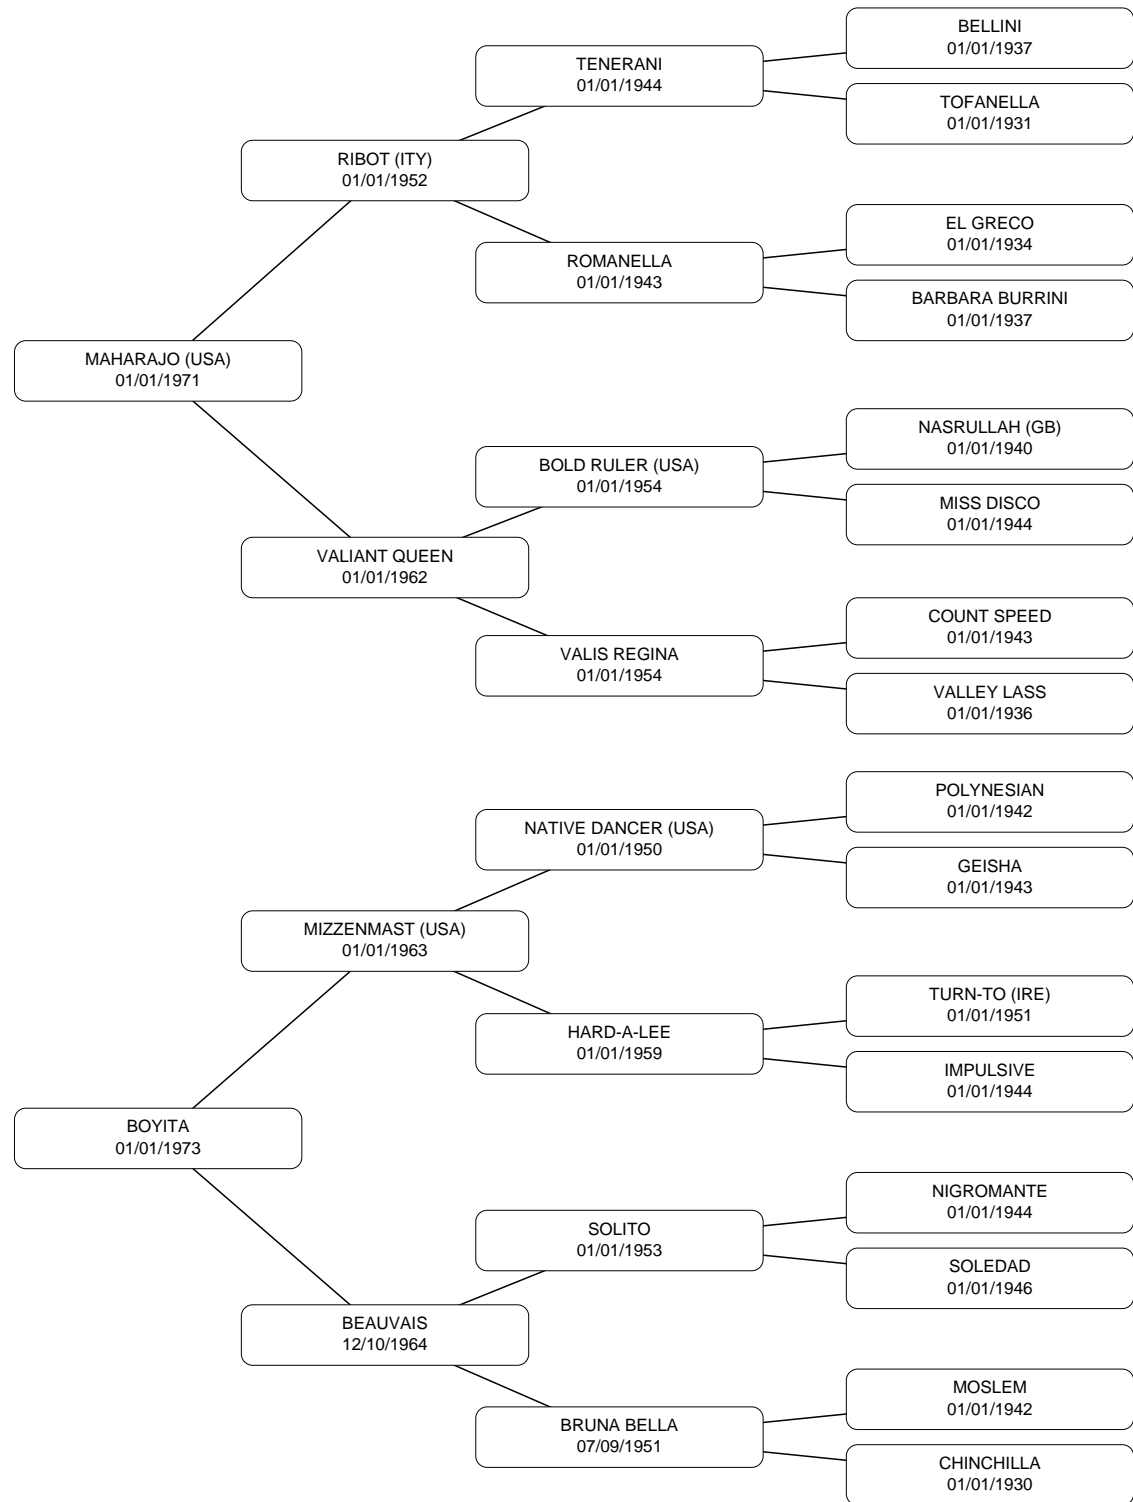 BELLINI
01/01/1937
TENERANI
01/01/1944
TOFANELLA
01/01/1931
RIBOT (ITY)
01/01/1952
EL GRECO
01/01/1934
ROMANELLA
01/01/1943
BARBARA BURRINI
01/01/1937
MAHARAJO (USA)
01/01/1971
NASRULLAH (GB)
01/01/1940
BOLD RULER (USA)
01/01/1954
MISS DISCO
01/01/1944
VALIANT QUEEN
01/01/1962
COUNT SPEED
01/01/1943
VALIS REGINA
01/01/1954
VALLEY LASS
01/01/1936
POLYNESIAN
01/01/1942
NATIVE DANCER (USA)
01/01/1950
GEISHA
01/01/1943
MIZZENMAST (USA)
01/01/1963
TURN-TO (IRE)
01/01/1951
HARD-A-LEE
01/01/1959
IMPULSIVE
01/01/1944
BOYITA
01/01/1973
NIGROMANTE
01/01/1944
SOLITO
01/01/1953
SOLEDAD
01/01/1946
BEAUVAIS
12/10/1964
MOSLEM
01/01/1942
BRUNA BELLA
07/09/1951
CHINCHILLA
01/01/1930